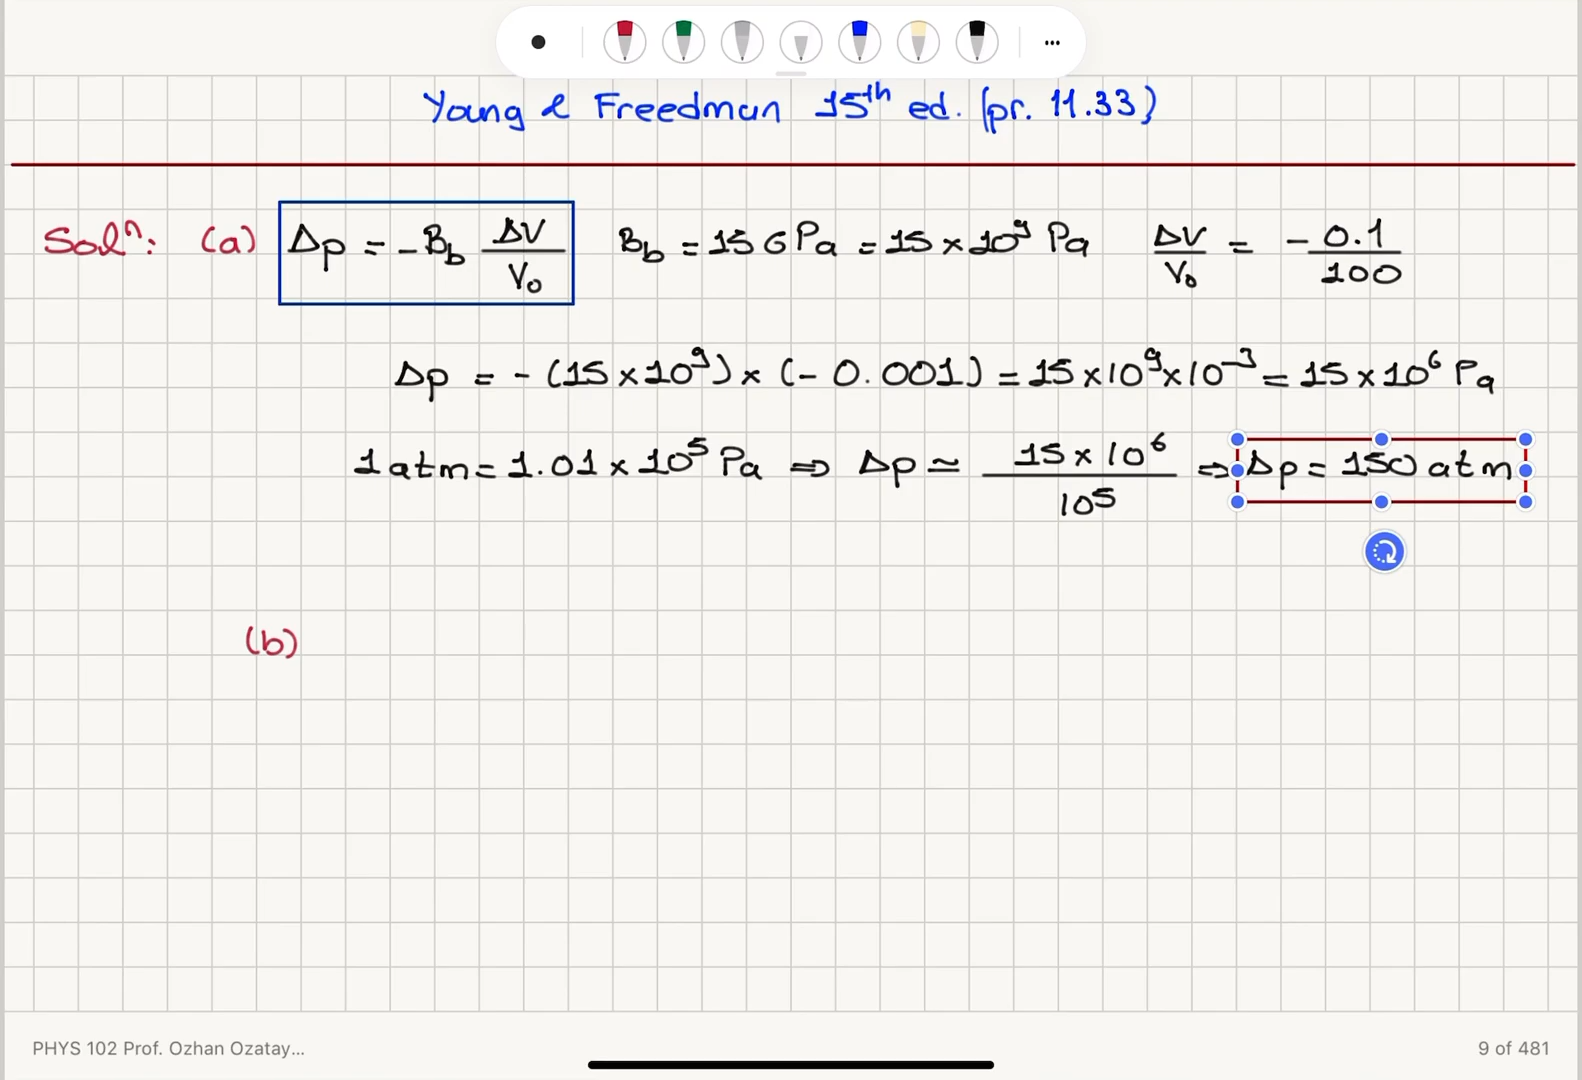 Young & Freedman 15th ed. (pr. 11.33)
Solⁿ: (a) Δp = -B_b ΔV/V₀   B_b = 15 GPa = 15 × 10⁹ Pa   ΔV/V₀ = - 0.1/100
Δp = - (15 × 10⁹) × (- 0.001) = 15 × 10⁹ × 10⁻³ = 15 × 10⁶ Pa
1 atm = 1.01 × 10⁵ Pa ⇒ Δp ≃ 15 × 10⁶/10⁵ ⇒ Δp = 150 atm
(b)
PHYS 102 Prof. Ozhan Ozatay... 9 of 481